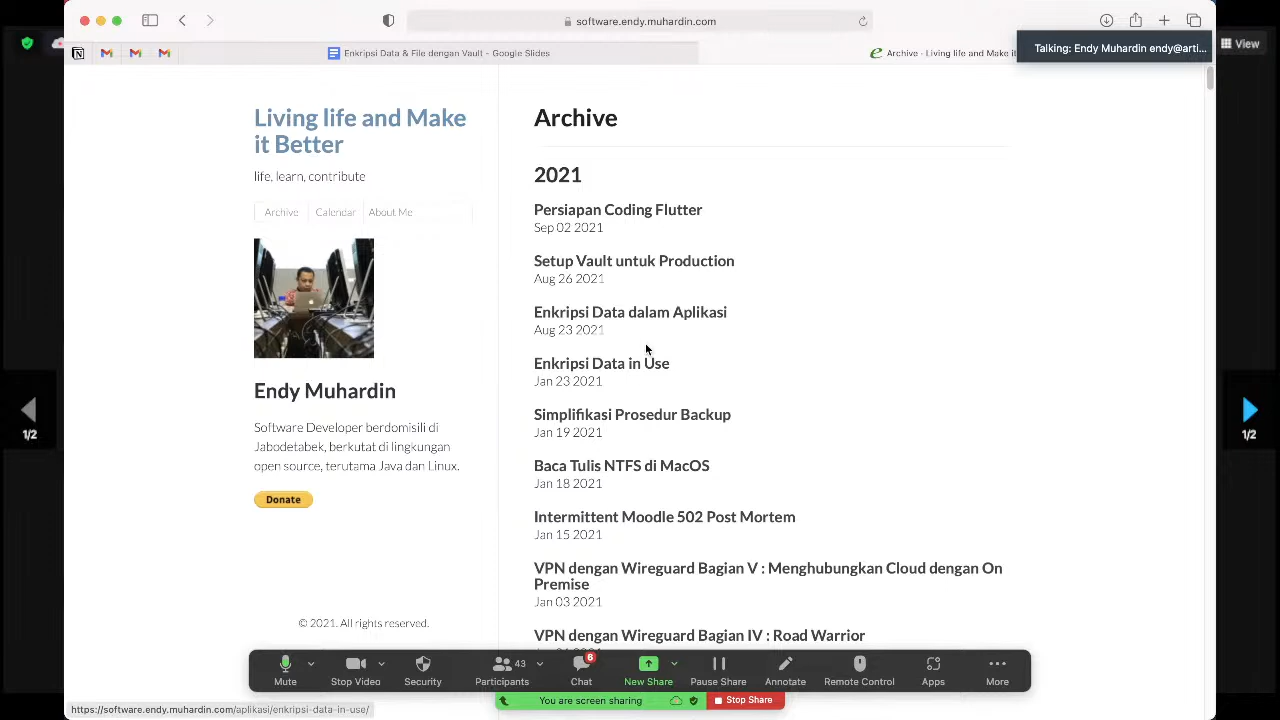 software.endy.muhardin.com
Enkripsi Data & File dengan Vault - Google Slides
Archive - Living life and Make it
Talking: Endy Muhardin endy@arti...
View
Living life and Make
it Better
life, learn, contribute
Archive
Calendar
About Me
Endy Muhardin
Software Developer berdomisili di
Jabodetabek, berkutat di lingkungan
open source, terutama Java dan Linux.
Donate
© 2021. All rights reserved.
Archive
2021
Persiapan Coding Flutter
Sep 02 2021
Setup Vault untuk Production
Aug 26 2021
Enkripsi Data dalam Aplikasi
Aug 23 2021
Enkripsi Data in Use
Jan 23 2021
Simplifikasi Prosedur Backup
Jan 19 2021
Baca Tulis NTFS di MacOS
Jan 18 2021
Intermittent Moodle 502 Post Mortem
Jan 15 2021
VPN dengan Wireguard Bagian V : Menghubungkan Cloud dengan On
Premise
Jan 03 2021
VPN dengan Wireguard Bagian IV : Road Warrior
1/2
1/2
Mute
Stop Video
Security
43
Participants
6
Chat
New Share
Pause Share
Annotate
Remote Control
Apps
More
You are screen sharing
Stop Share
https://software.endy.muhardin.com/aplikasi/enkripsi-data-in-use/